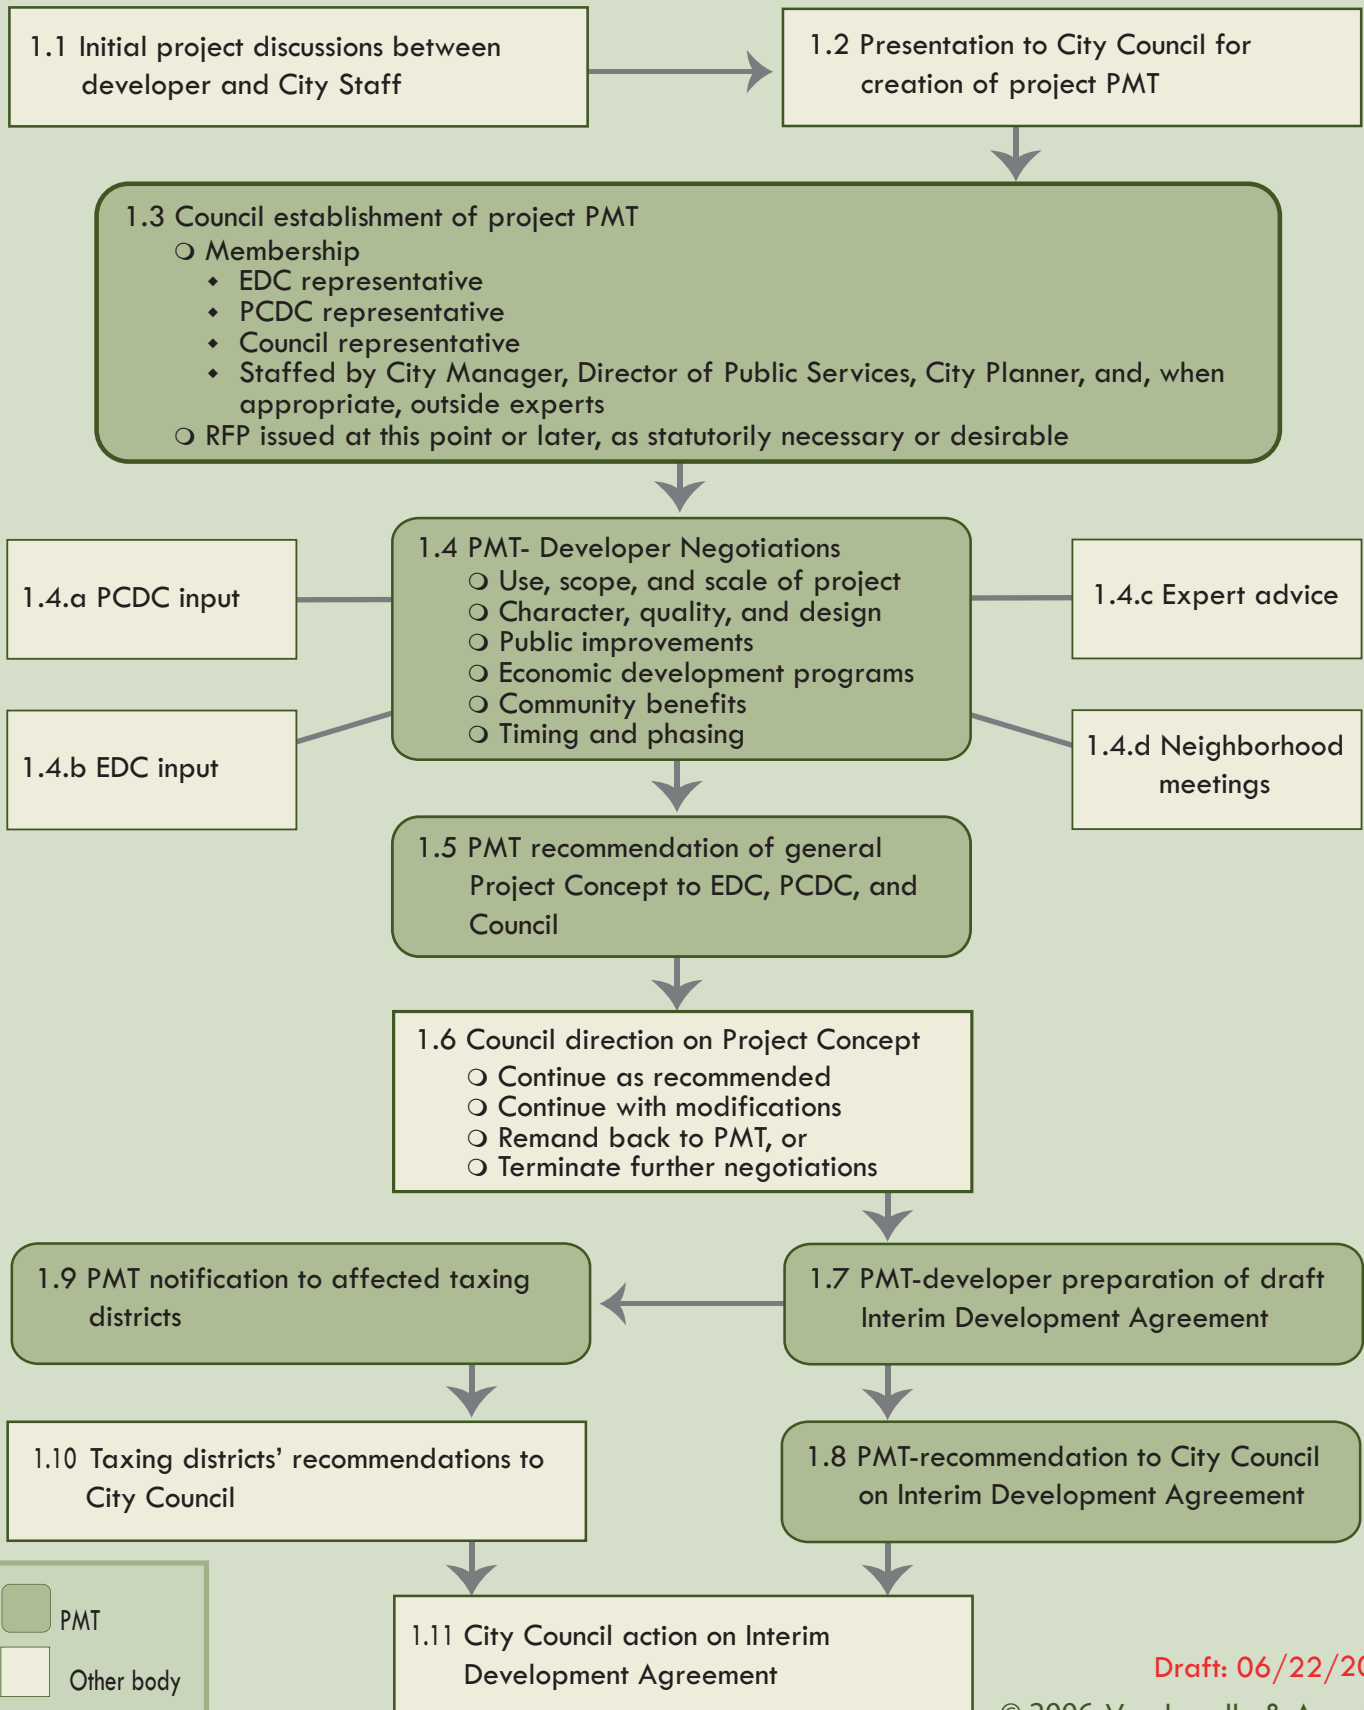 1.1 Initial project discussions between
developer and City Staff
1.2 Presentation to City Council for
creation of project PMT
1.3 Council establishment of project PMT
❍ Membership
◆ EDC representative
◆ PCDC representative
◆ Council representative
◆ Staffed by City Manager, Director of Public Services, City Planner, and, when
appropriate, outside experts
❍ RFP issued at this point or later, as statutorily necessary or desirable
1.4 PMT- Developer Negotiations
❍ Use, scope, and scale of project
❍ Character, quality, and design
❍ Public improvements
❍ Economic development programs
❍ Community benefits
❍ Timing and phasing
1.4.a PCDC input
1.4.b EDC input
1.4.c Expert advice
1.4.d Neighborhood
meetings
1.5 PMT recommendation of general
Project Concept to EDC, PCDC, and
Council
1.6 Council direction on Project Concept
❍ Continue as recommended
❍ Continue with modifications
❍ Remand back to PMT, or
❍ Terminate further negotiations
1.7 PMT-developer preparation of draft
Interim Development Agreement
1.9 PMT notification to affected taxing
districts
1.10 Taxing districts’ recommendations to
City Council
1.8 PMT-recommendation to City Council
on Interim Development Agreement
1.11 City Council action on Interim
Development Agreement
PMT
Other body
Draft: 06/22/20
© 2006 &